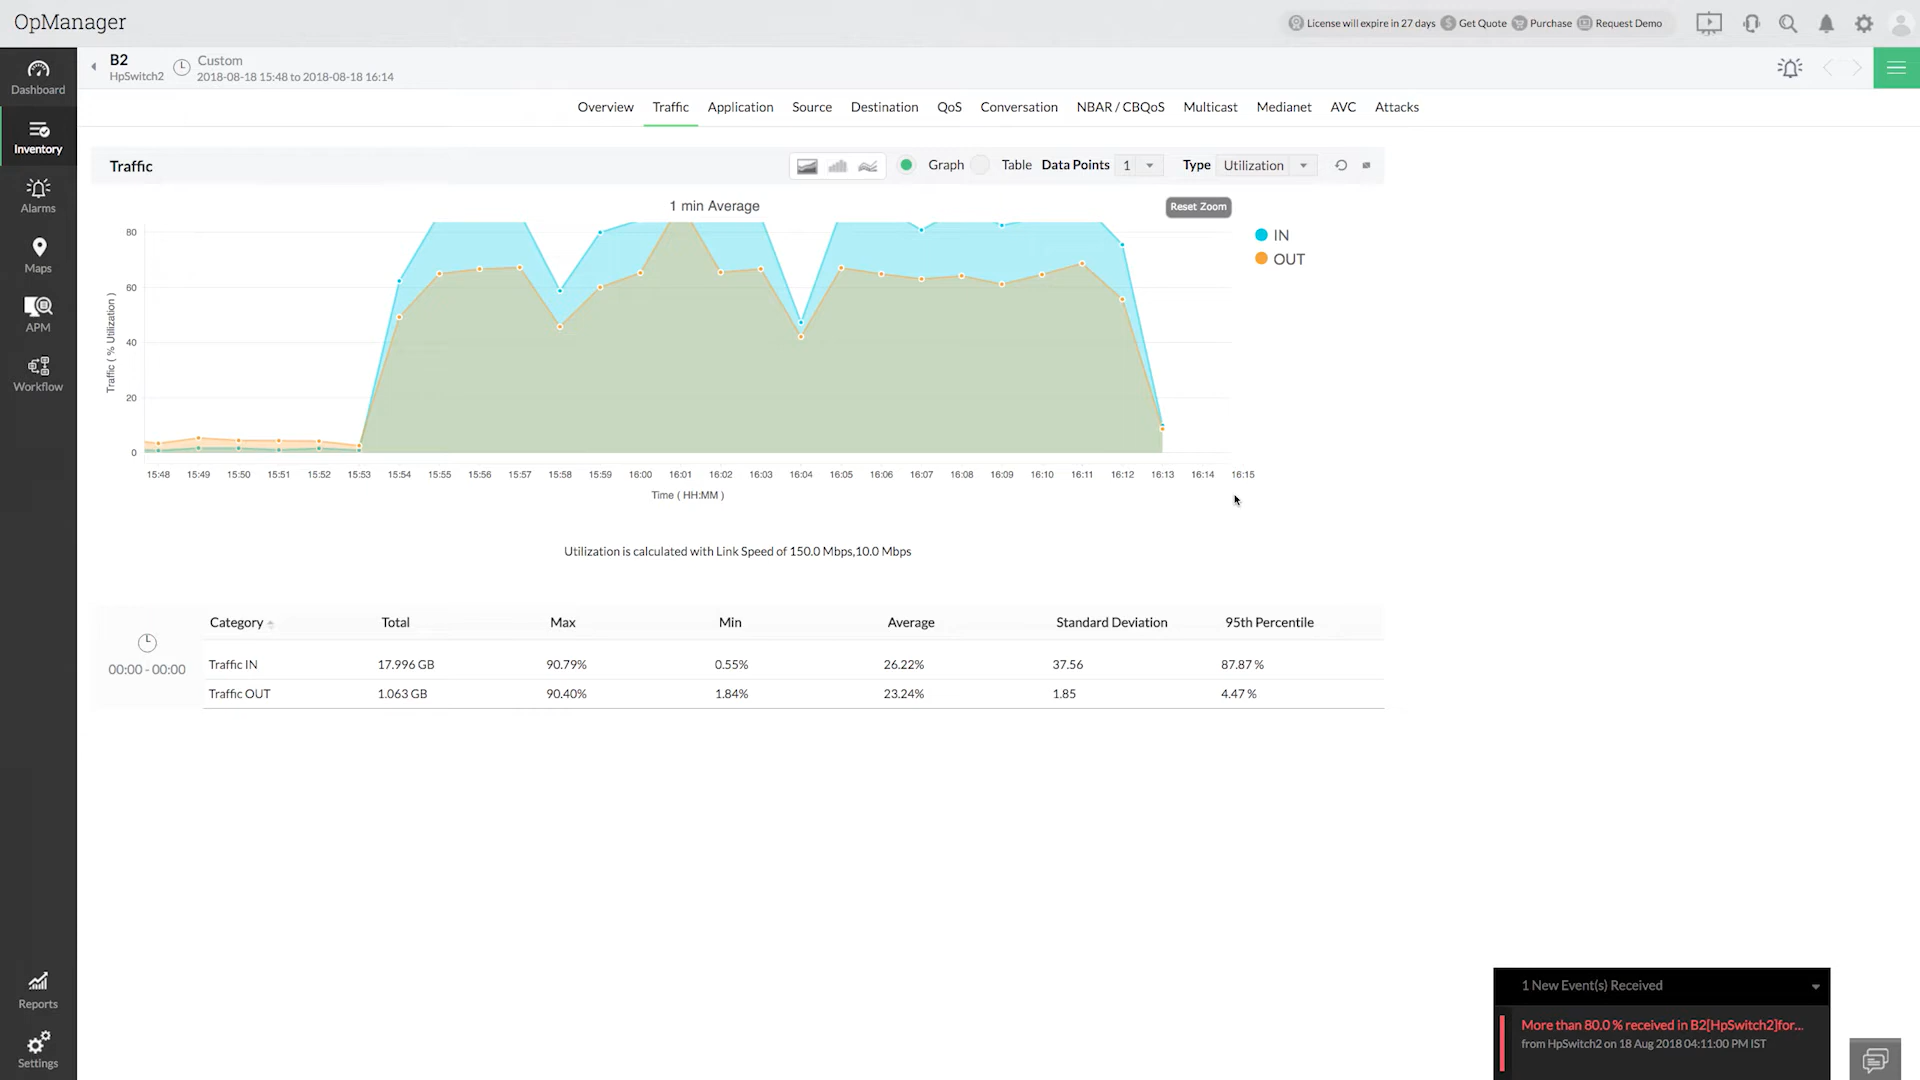 OpManager
License will expire in 27 days Get Quote Purchase Request Demo
B2
HpSwitch2
Custom
2018-08-18 15:48 to 2018-08-18 16:14
Dashboard
Inventory
Alarms
Maps
APM
Workflow
Reports
Settings
Overview Traffic Application Source Destination QoS Conversation NBAR / CBQoS Multicast Medianet AVC Attacks
Traffic
Graph Table Data Points 1 Type Utilization
1 min Average
Reset Zoom
IN
OUT
Traffic ( % Utilization )
80
60
40
20
0
15:48 15:49 15:50 15:51 15:52 15:53 15:54 15:55 15:56 15:57 15:58 15:59 16:00 16:01 16:02 16:03 16:04 16:05 16:06 16:07 16:08 16:09 16:10 16:11 16:12 16:13 16:14 16:15
Time ( HH:MM )
Utilization is calculated with Link Speed of 150.0 Mbps,10.0 Mbps
00:00 - 00:00
Category Total Max Min Average Standard Deviation 95th Percentile
Traffic IN 17.996 GB 90.79% 0.55% 26.22% 37.56 87.87 %
Traffic OUT 1.063 GB 90.40% 1.84% 23.24% 1.85 4.47 %
1 New Event(s) Received
More than 80.0 % received in B2[HpSwitch2]for...
from HpSwitch2 on 18 Aug 2018 04:11:00 PM IST